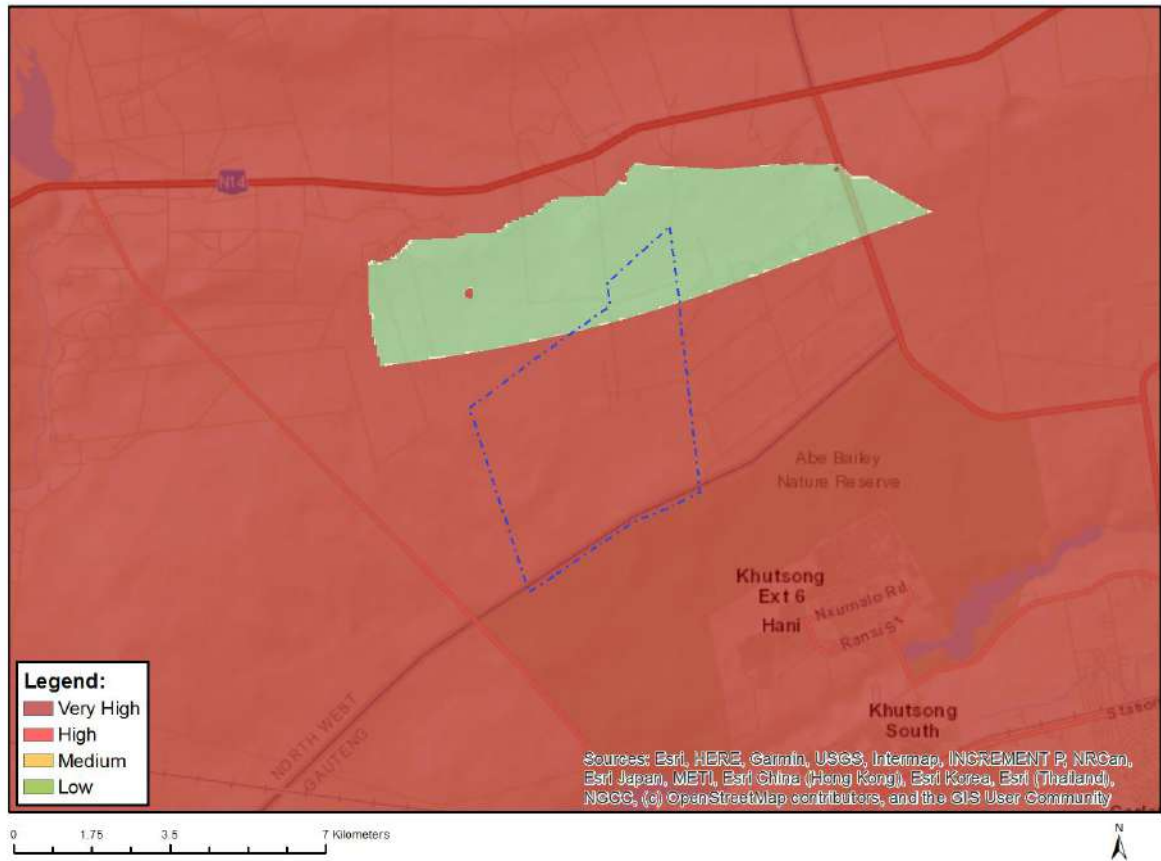 N14
Abe Bailey
Nature Reserve
Khutsong
Ext 6
Nxumalo Rd
Hani
Ransi St
Khutsong
South
Station
NORTH WEST
GAUTENG
Legend:
Very High
High
Medium
Low
Sources: Esri, HERE, Garmin, USGS, Intermap, INCREMENT P, NRCan,
Esri Japan, METI, Esri China (Hong Kong), Esri Korea, Esri (Thailand),
NGCC, (c) OpenStreetMap contributors, and the GIS User Community
0 1.75 3.5 7 Kilometers
N